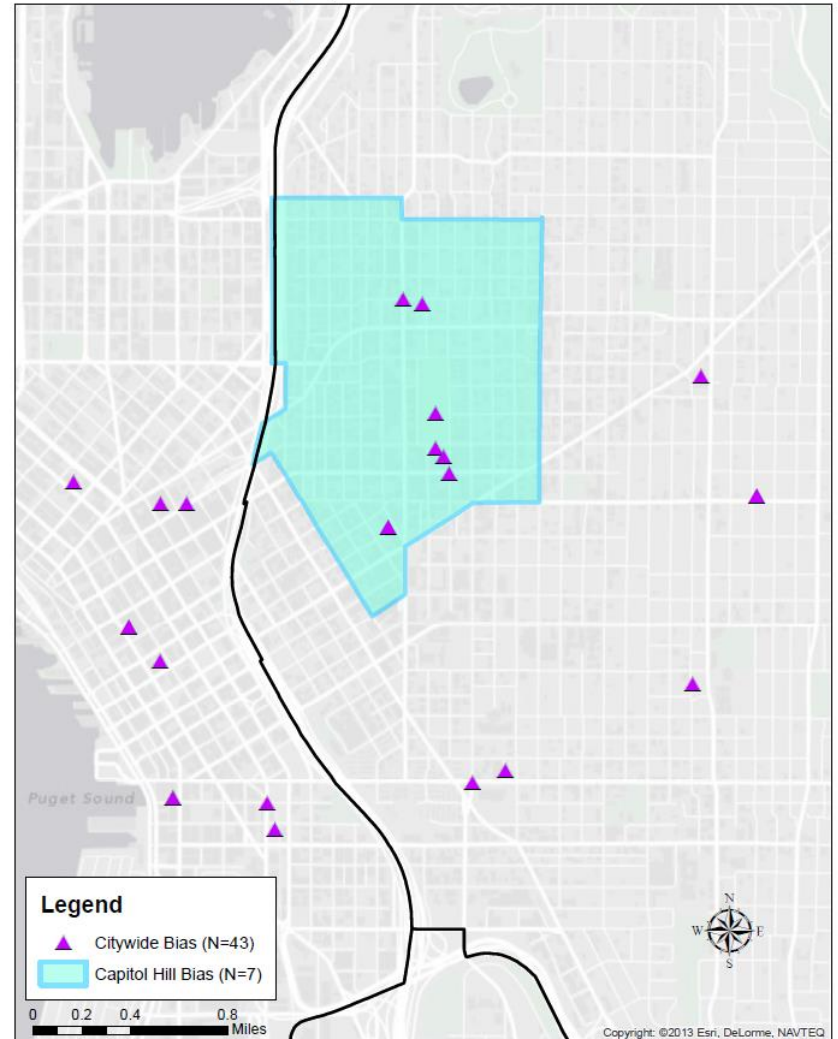 Puget Sound
Legend
Citywide Bias (N=43)
Capitol Hill Bias (N=7)
0 0.2 0.4 0.8
Miles
N
W E
S
Copyright: ©2013 Esri, DeLorme, NAVTEQ